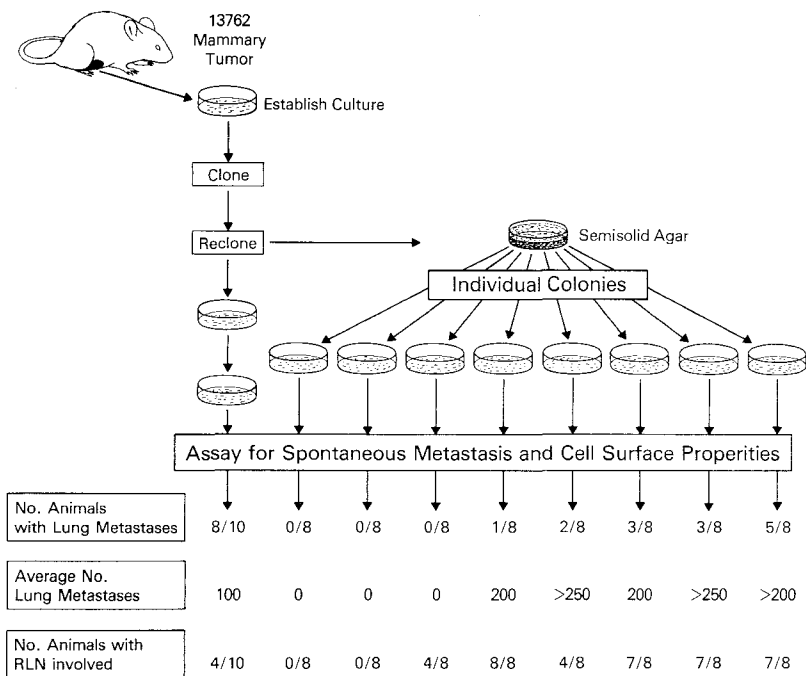 13762
Mammary
Tumor
Establish Culture
Clone
Reclone
Semisolid Agar
Individual Colonies
Assay for Spontaneous Metastasis and Cell Surface Properities
No. Animals
with Lung Metastases
8/10 0/8 0/8 0/8 1/8 2/8 3/8 3/8 5/8
Average No.
Lung Metastases
100 0 0 0 200 >250 200 >250 >200
No. Animals with
RLN involved
4/10 0/8 0/8 4/8 8/8 4/8 7/8 7/8 7/8